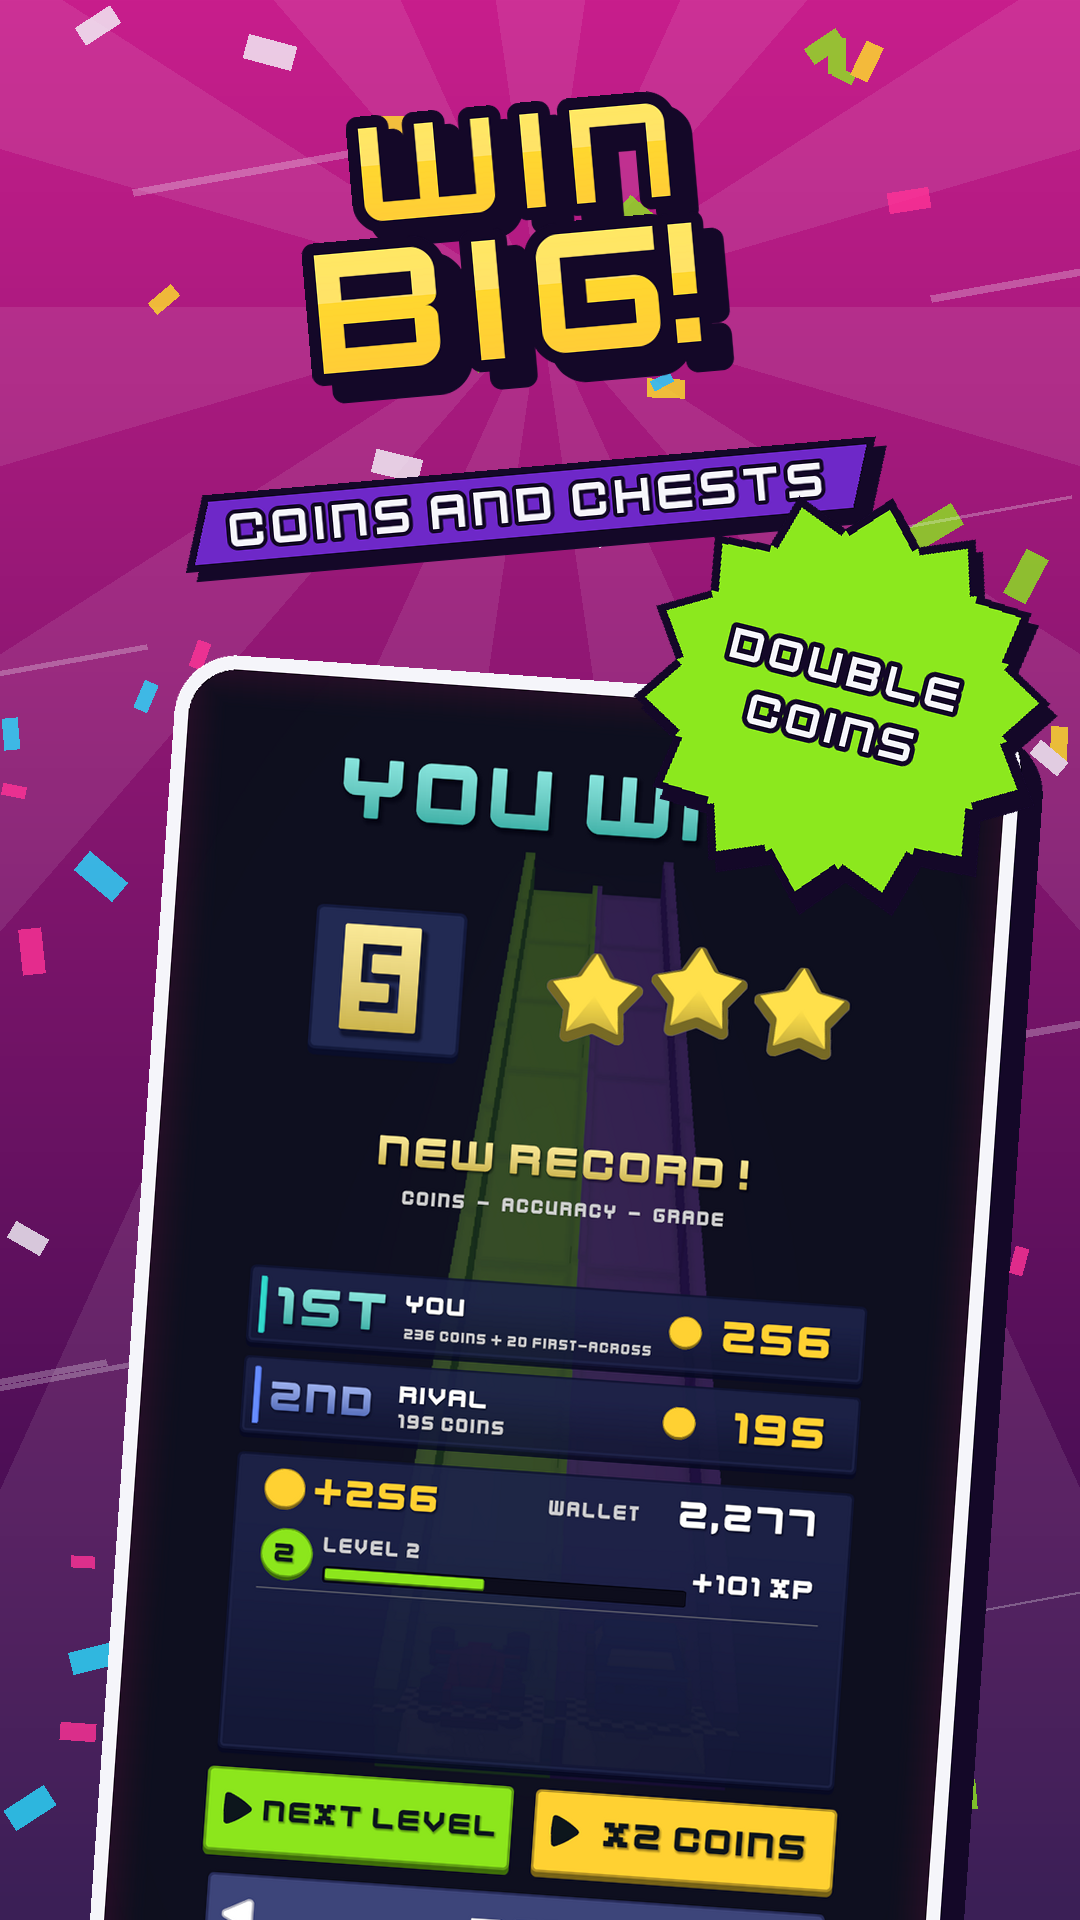 WIN
BIG!
COINS AND CHESTS
DOUBLE
COINS
YOU
S
NEW RECORD !
COINS - ACCURACY - GRADE
1ST YOU 256
236 COINS + 20 FIRST-ACROSS
2ND RIVAL 195
195 COINS
+256 WALLET 2,277
2 LEVEL 2
+101 XP
NEXT LEVEL
X2 COINS